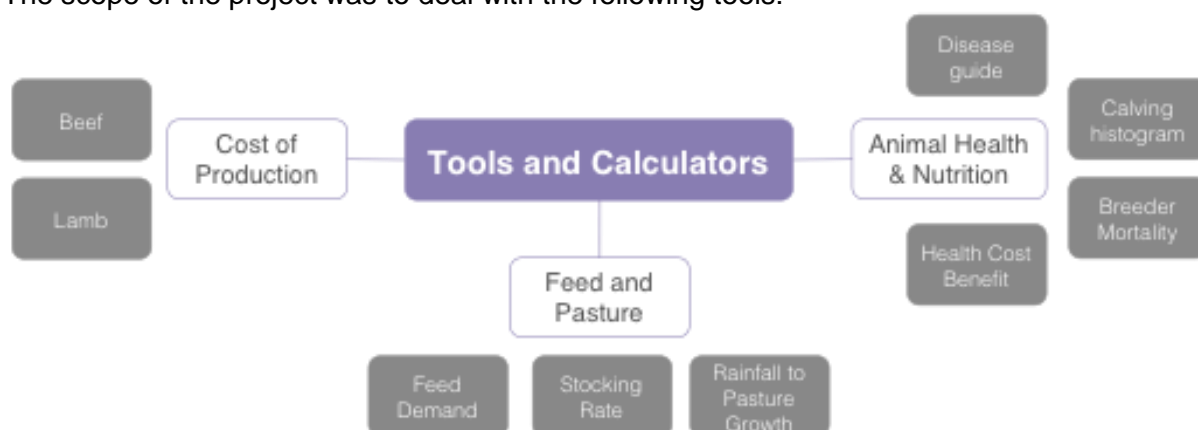 The scope of the project was to deal with the following tools:
Disease
guide
Beef
Calving
histogram
Cost of
Production
Tools and Calculators
Animal Health
& Nutrition
Lamb
Breeder
Mortality
Health Cost
Benefit
Feed and
Pasture
Feed
Demand
Stocking
Rate
Rainfall to
Pasture
Growth